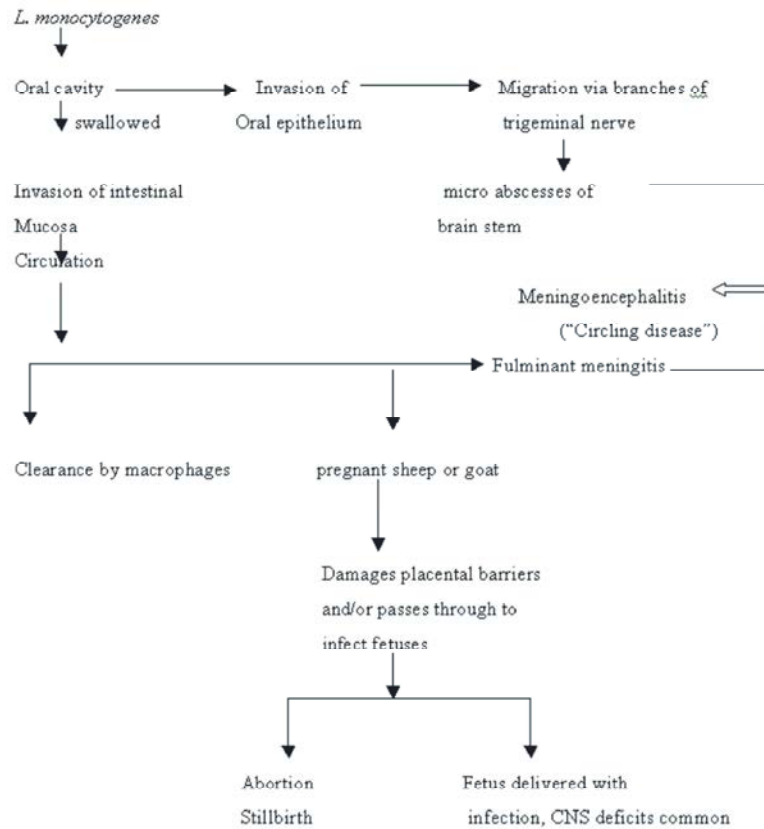 L. monocytogenes
Oral cavity
Invasion of
Oral epithelium
Migration via branches of
trigeminal nerve
swallowed
Invasion of intestinal
Mucosa
Circulation
micro abscesses of
brain stem
Meningoencephalitis
("Circling disease")
Fulminant meningitis
Clearance by macrophages
pregnant sheep or goat
Damages placental barriers
and/or passes through to
infect fetuses
Abortion
Stillbirth
Fetus delivered with
infection, CNS deficits common